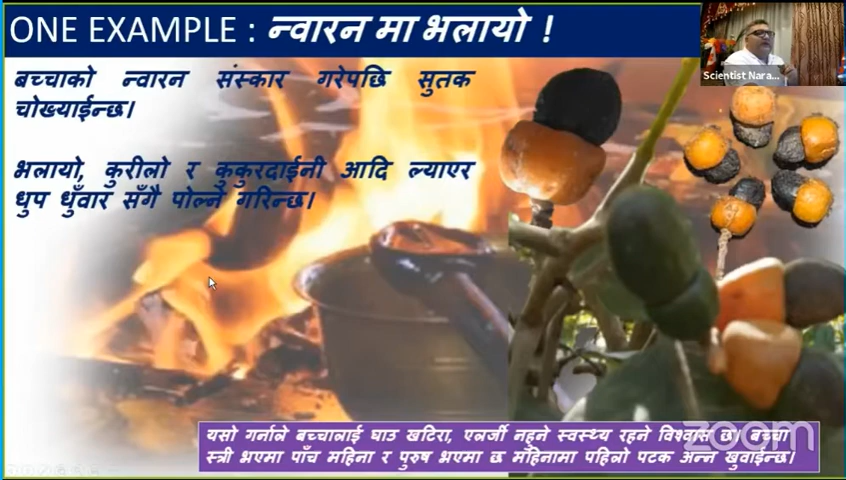 ONE EXAMPLE : न्वारन मा भलायो !
Scientist Nara...
बच्चाको न्वारन संस्कार गरेपछि सुतक
चोख्याईन्छ।
भलायो, कुरीलो र कुकुरदाईनी आदि ल्याएर
धुप धुँवार सँगै पोल्ने गरिन्छ।
यसो गर्नाले बच्चालाई घाउ खटिरा, एलर्जी नहुने स्वस्थ्य रहने विश्वास छ। बच्चा
स्त्री भएमा पाँच महिना र पुरुष भएमा छ महिनामा पहिलो पटक अन्न खुवाईन्छ।
zoom